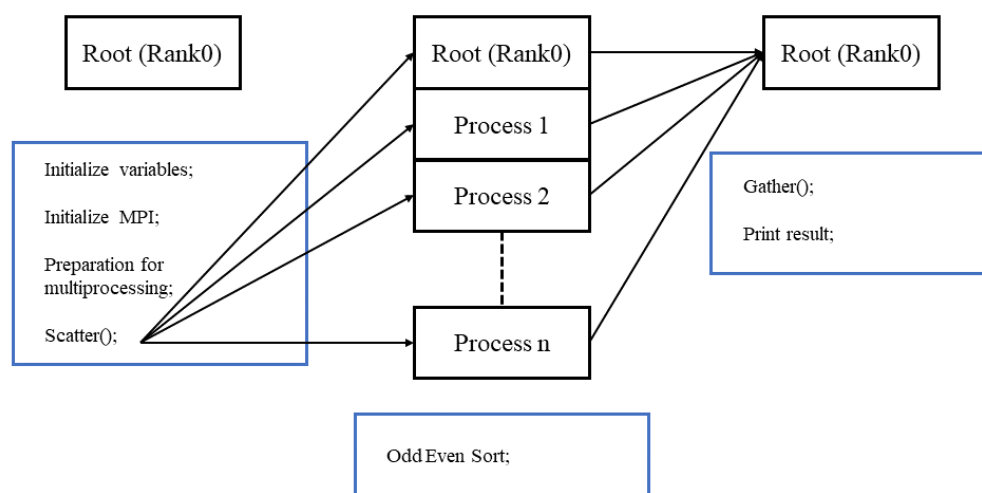 Root (Rank0)
Initialize variables;
Initialize MPI;
Preparation for
multiprocessing;
Scatter();
Root (Rank0)
Process 1
Process 2
Process n
Odd Even Sort;
Root (Rank0)
Gather();
Print result;